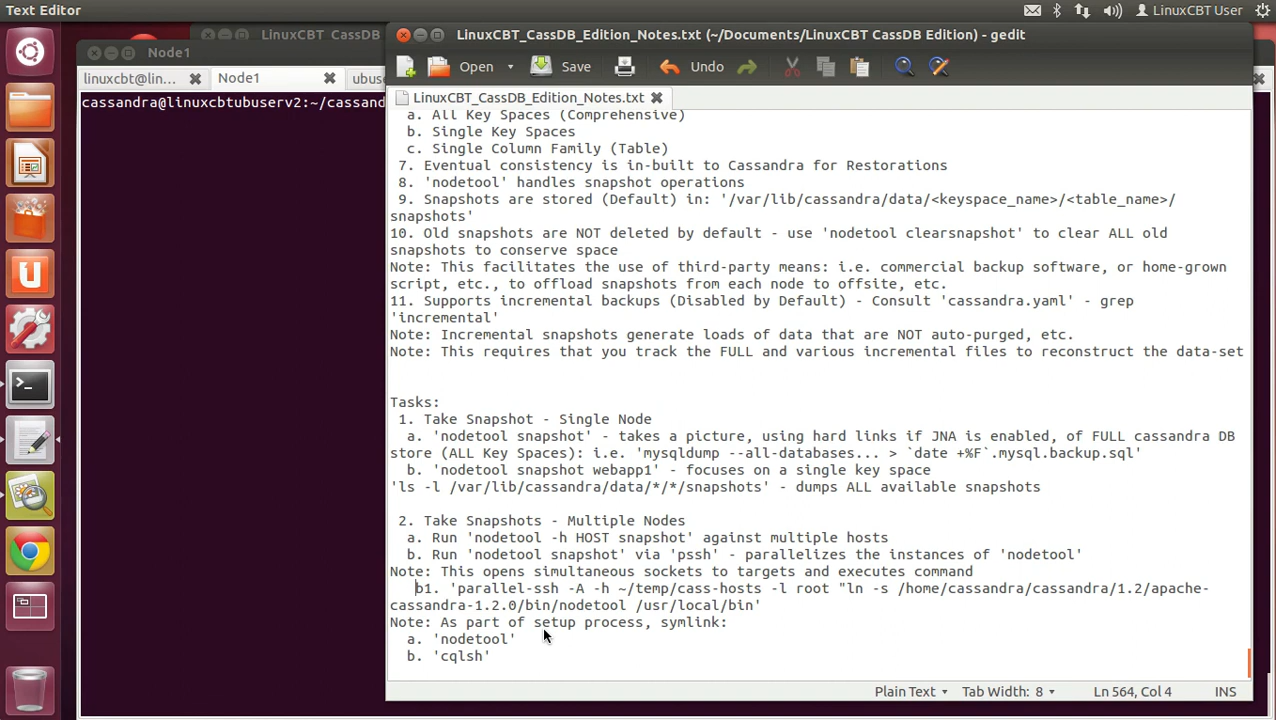 Text Editor
LinuxCBT User
LinuxCBT CassDB
LinuxCBT_CassDB_Edition_Notes.txt (~/Documents/LinuxCBT CassDB Edition) - gedit
Node1
Open
Save
Undo
linuxcbt@lin...
Node1
ubuse
LinuxCBT_CassDB_Edition_Notes.txt
cassandra@linuxcbtubuserv2:~/cassand
a. All Key Spaces (Comprehensive)
b. Single Key Spaces
c. Single Column Family (Table)
7. Eventual consistency is in-built to Cassandra for Restorations
8. 'nodetool' handles snapshot operations
9. Snapshots are stored (Default) in: '/var/lib/cassandra/data/<keyspace_name>/<table_name>/
snapshots'
10. Old snapshots are NOT deleted by default - use 'nodetool clearsnapshot' to clear ALL old
snapshots to conserve space
Note: This facilitates the use of third-party means: i.e. commercial backup software, or home-grown
script, etc., to offload snapshots from each node to offsite, etc.
11. Supports incremental backups (Disabled by Default) - Consult 'cassandra.yaml' - grep
'incremental'
Note: Incremental snapshots generate loads of data that are NOT auto-purged, etc.
Note: This requires that you track the FULL and various incremental files to reconstruct the data-set
Tasks:
1. Take Snapshot - Single Node
a. 'nodetool snapshot' - takes a picture, using hard links if JNA is enabled, of FULL cassandra DB
store (ALL Key Spaces): i.e. 'mysqldump --all-databases... > `date +%F`.mysql.backup.sql'
b. 'nodetool snapshot webapp1' - focuses on a single key space
'ls -l /var/lib/cassandra/data/*/*/snapshots' - dumps ALL available snapshots
2. Take Snapshots - Multiple Nodes
a. Run 'nodetool -h HOST snapshot' against multiple hosts
b. Run 'nodetool snapshot' via 'pssh' - parallelizes the instances of 'nodetool'
Note: This opens simultaneous sockets to targets and executes command
b1. 'parallel-ssh -A -h ~/temp/cass-hosts -l root "ln -s /home/cassandra/cassandra/1.2/apache-
cassandra-1.2.0/bin/nodetool /usr/local/bin'
Note: As part of setup process, symlink:
a. 'nodetool'
b. 'cqlsh'
Plain Text
Tab Width: 8
Ln 564, Col 4
INS